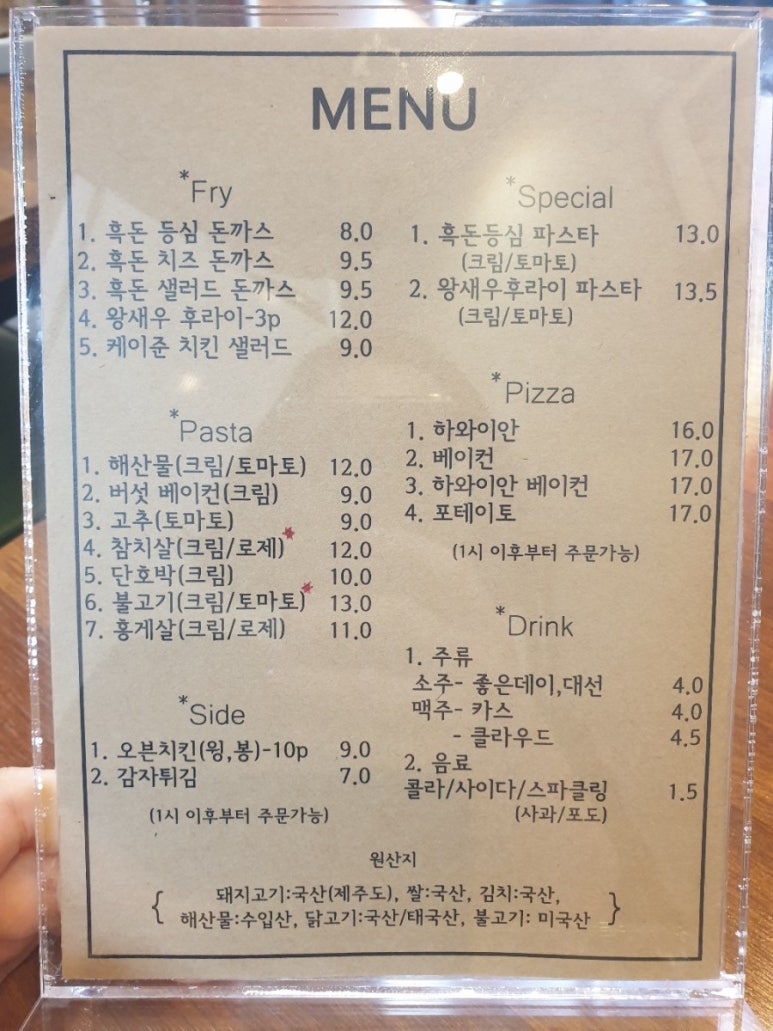 MENU
*Fry
1. 흑돈 등심 돈까스 8.0
2. 흑돈 치즈 돈까스 9.5
3. 흑돈 샐러드 돈까스 9.5
4. 왕새우 후라이-3p 12.0
5. 케이준 치킨 샐러드 9.0
*Pasta
1. 해산물(크림/토마토) 12.0
2. 버섯 베이컨(크림) 9.0
3. 고추(토마토) 9.0
4. 참치살(크림/로제) 12.0
5. 단호박(크림) 10.0
6. 불고기(크림/토마토) 13.0
7. 홍게살(크림/로제) 11.0
*Side
1. 오븐치킨(윙,봉)-10p 9.0
2. 감자튀김 7.0
(1시 이후부터 주문가능)
*Special
1. 흑돈등심 파스타 13.0
(크림/토마토)
2. 왕새우후라이 파스타 13.5
(크림/토마토)
*Pizza
1. 하와이안 16.0
2. 베이컨 17.0
3. 하와이안 베이컨 17.0
4. 포테이토 17.0
(1시 이후부터 주문가능)
*Drink
1. 주류
소주- 좋은데이,대선 4.0
맥주- 카스 4.0
- 클라우드 4.5
2. 음료
콜라/사이다/스파클링 1.5
(사과/포도)
원산지
{ 돼지고기:국산(제주도), 쌀:국산, 김치:국산,
해산물:수입산, 닭고기:국산/태국산, 불고기: 미국산 }